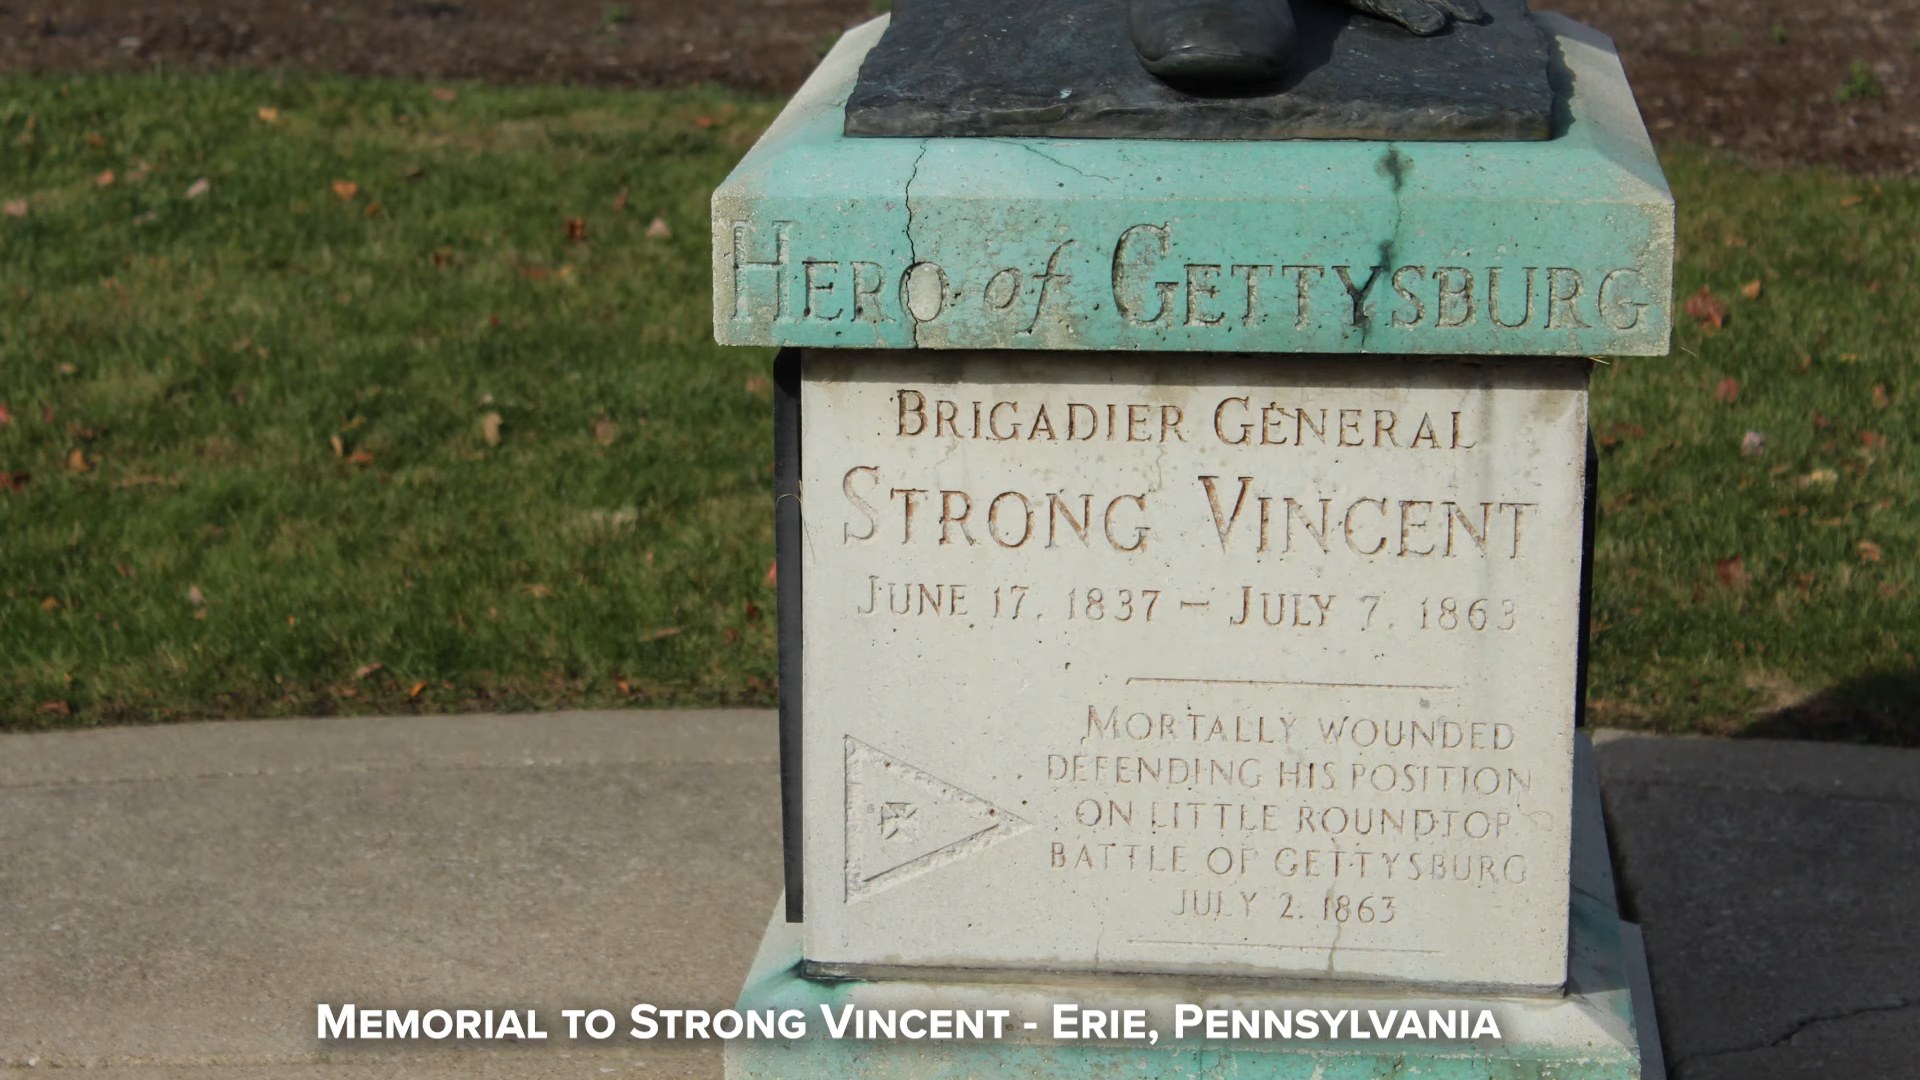 HERO of GETTYSBURG
BRIGADIER GENERAL
STRONG VINCENT
JUNE 17, 1837 – JULY 7, 1863
MORTALLY WOUNDED
DEFENDING HIS POSITION
ON LITTLE ROUNDTOP
BATTLE OF GETTYSBURG
JULY 2, 1863
MEMORIAL TO STRONG VINCENT - ERIE, PENNSYLVANIA